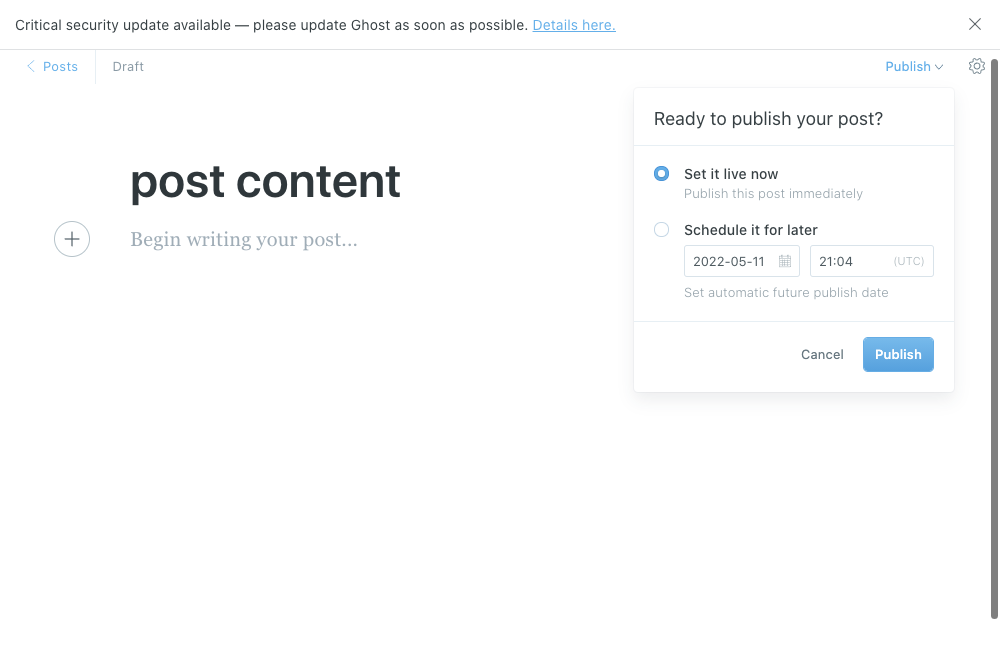 Critical security update available — please update Ghost as soon as possible. Details here.
Posts
Draft
Publish
Ready to publish your post?
post content
Set it live now
Publish this post immediately
Schedule it for later
Begin writing your post...
2022-05-11
21:04
(UTC)
Set automatic future publish date
Cancel
Publish